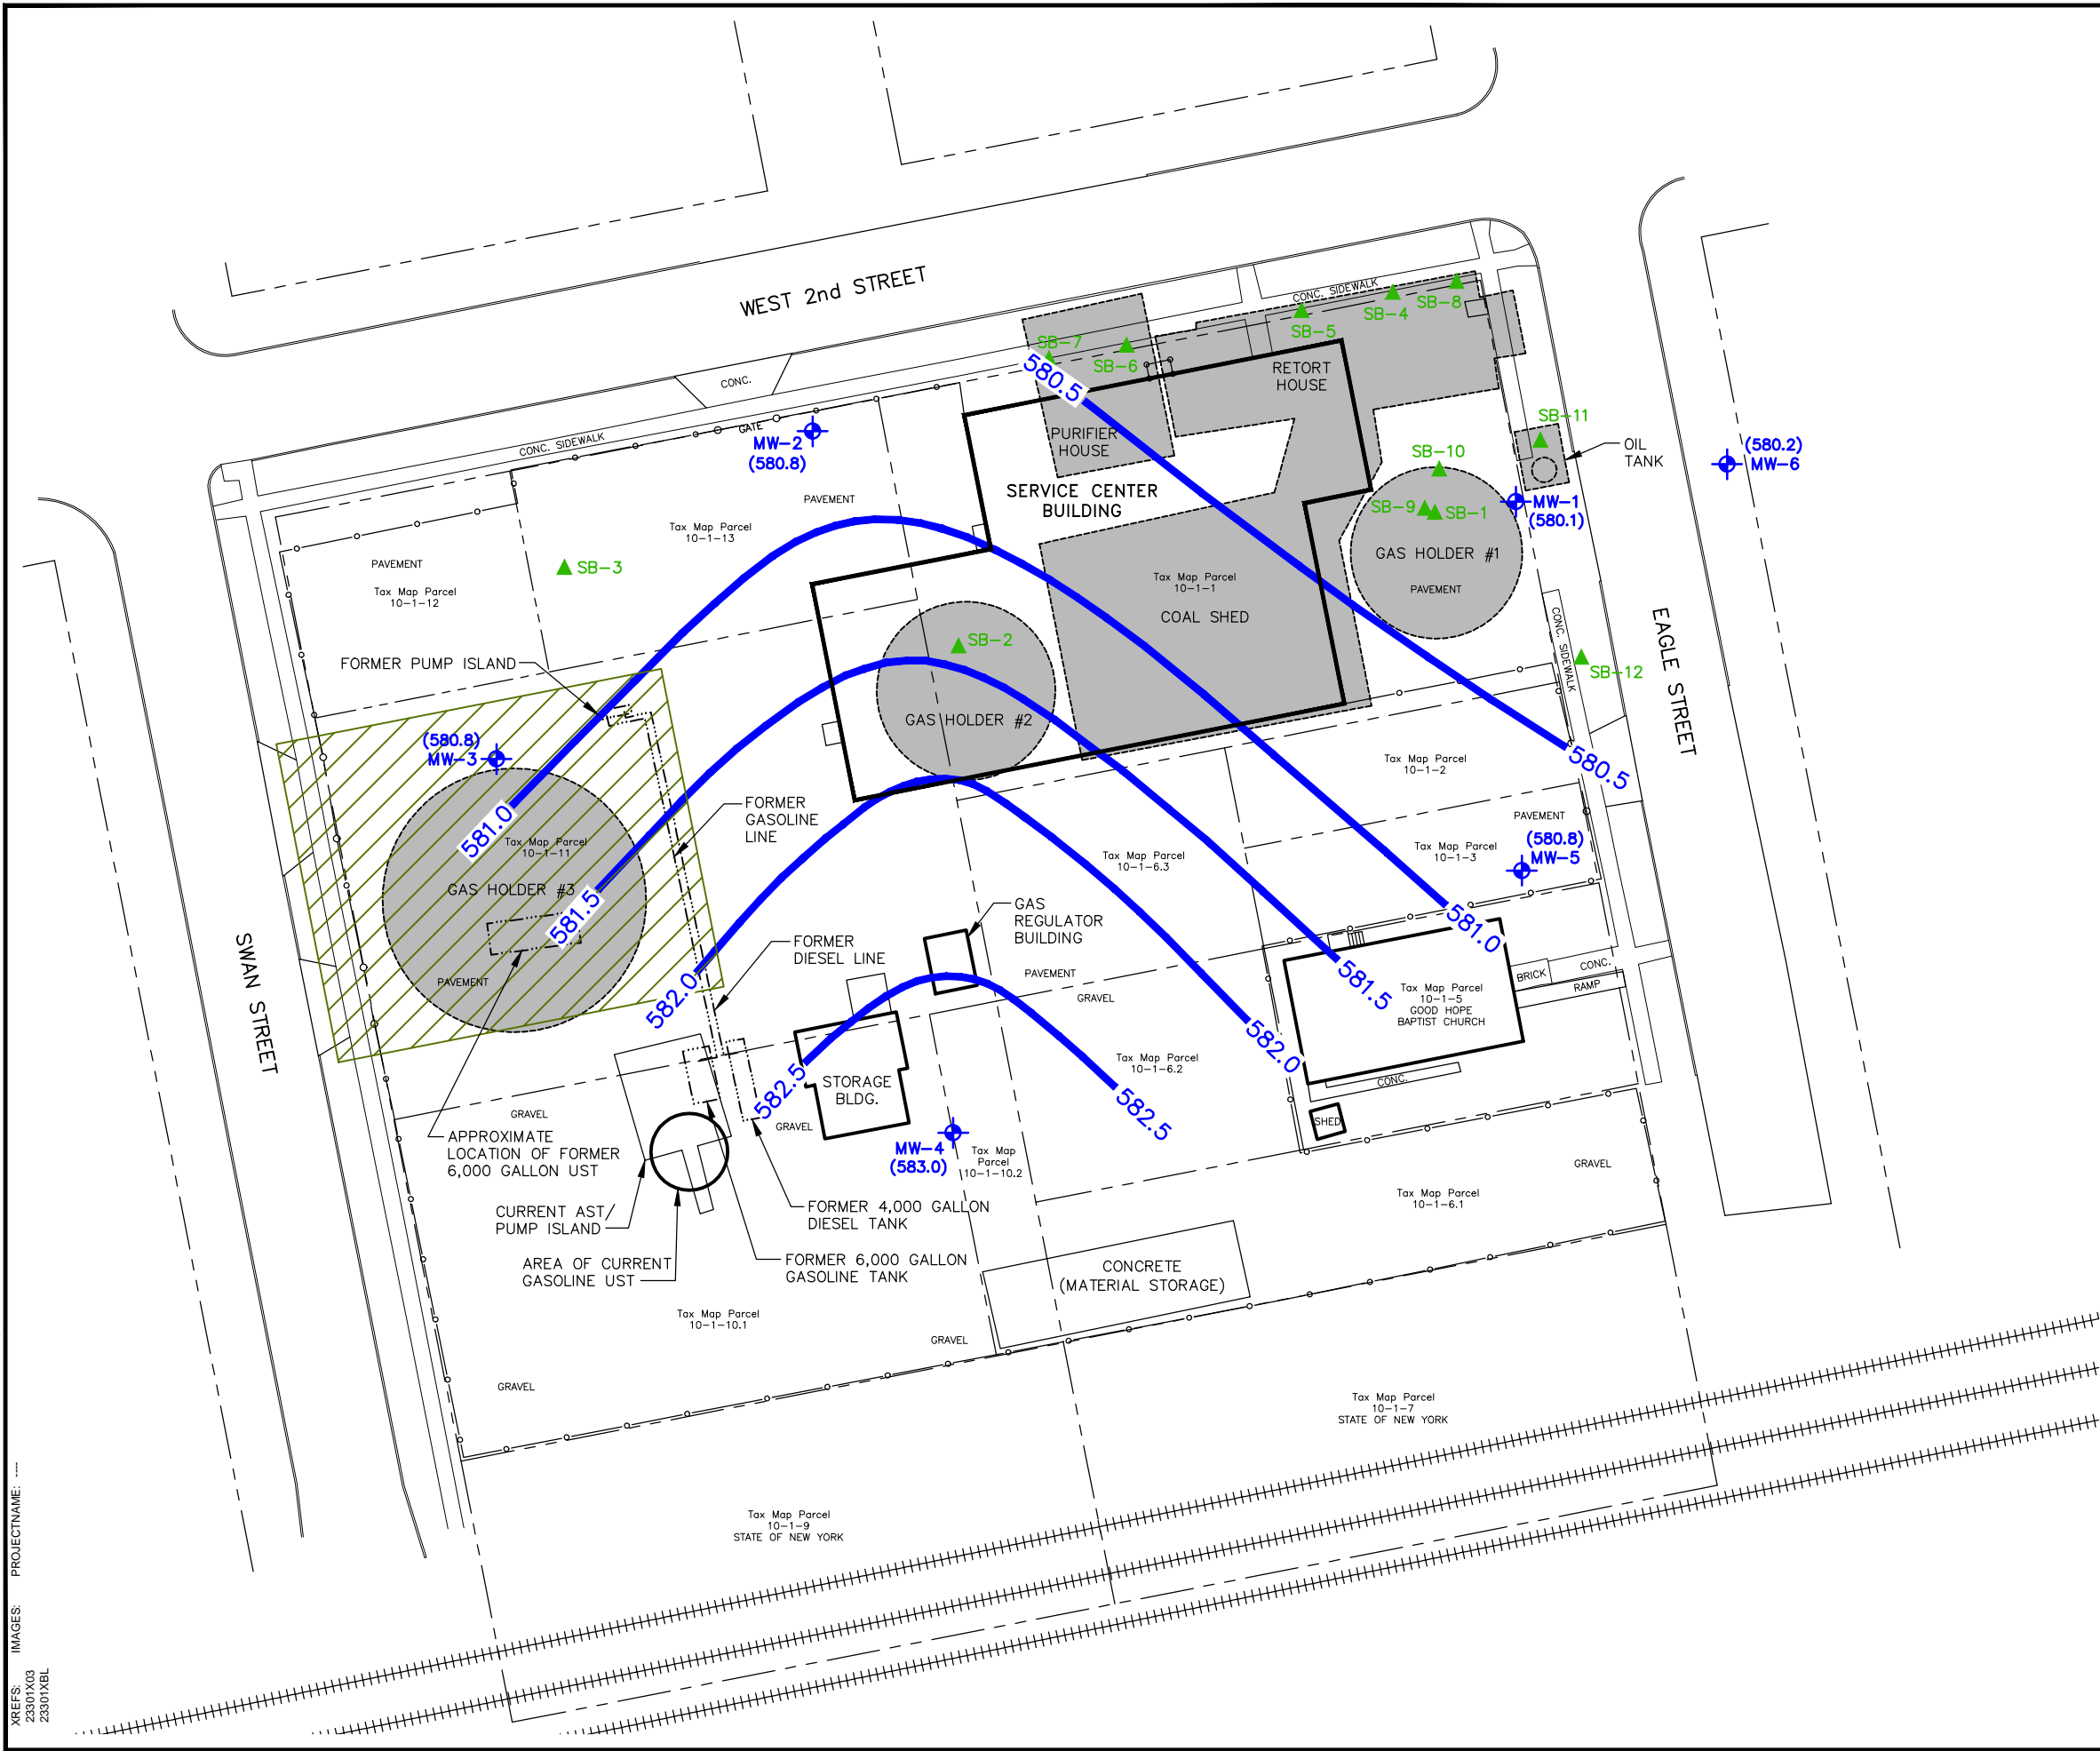 WEST 2nd STREET
CONC. SIDEWALK
SB-8
SB-4
SB-5
SB-7
SB-6
580.5
RETORT
HOUSE
CONC.
GATE
CONC. SIDEWALK
MW-2
(580.8)
PURIFIER
HOUSE
SB-11
OIL
TANK
(580.2)
MW-6
SB-10
SERVICE CENTER
BUILDING
PAVEMENT
MW-1
(580.1)
SB-9
SB-1
Tax Map Parcel
10-1-13
GAS HOLDER #1
PAVEMENT
PAVEMENT
SB-3
Tax Map Parcel
10-1-12
Tax Map Parcel
10-1-1
COAL SHED
CONC. SIDEWALK
EAGLE STREET
SB-2
SB-12
FORMER PUMP ISLAND
GAS HOLDER #2
(580.8)
MW-3
Tax Map Parcel
10-1-2
580.5
FORMER
GASOLINE
LINE
581.0
Tax Map Parcel
10-1-11
PAVEMENT
(580.8)
MW-5
Tax Map Parcel
10-1-3
Tax Map Parcel
10-1-6.3
GAS HOLDER #3
581.5
GAS
REGULATOR
BUILDING
581.0
FORMER
DIESEL LINE
SWAN STREET
PAVEMENT
582.0
PAVEMENT
GRAVEL
581.5
BRICK
CONC.
RAMP
Tax Map Parcel
10-1-5
GOOD HOPE
BAPTIST CHURCH
582.0
Tax Map Parcel
10-1-6.2
CONC.
582.5
STORAGE
BLDG.
582.5
SHED
GRAVEL
GRAVEL
APPROXIMATE
LOCATION OF FORMER
6,000 GALLON UST
MW-4
(583.0)
Tax Map
Parcel
10-1-10.2
GRAVEL
Tax Map Parcel
10-1-6.1
CURRENT AST/
PUMP ISLAND
FORMER 4,000 GALLON
DIESEL TANK
AREA OF CURRENT
GASOLINE UST
FORMER 6,000 GALLON
GASOLINE TANK
CONCRETE
(MATERIAL STORAGE)
Tax Map Parcel
10-1-10.1
GRAVEL
GRAVEL
Tax Map Parcel
10-1-7
STATE OF NEW YORK
Tax Map Parcel
10-1-9
STATE OF NEW YORK
XREFS: IMAGES: PROJECTNAME: ----
23301X03
23301XBL